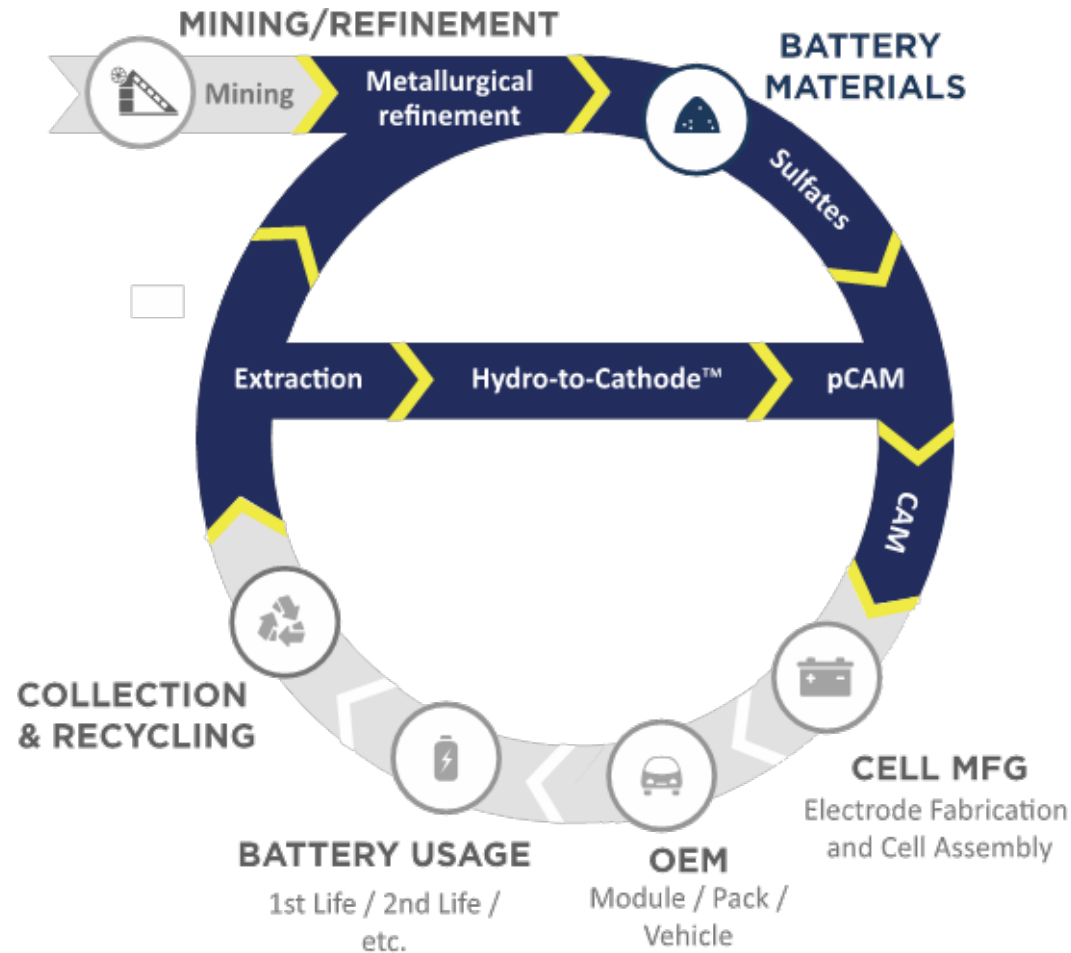 MINING/REFINEMENT
Mining
Metallurgical
refinement
BATTERY
MATERIALS
Sulfates
Extraction
Hydro-to-Cathode™
pCAM
CAM
COLLECTION
& RECYCLING
CELL MFG
Electrode Fabrication
and Cell Assembly
BATTERY USAGE
1st Life / 2nd Life /
etc.
OEM
Module / Pack /
Vehicle